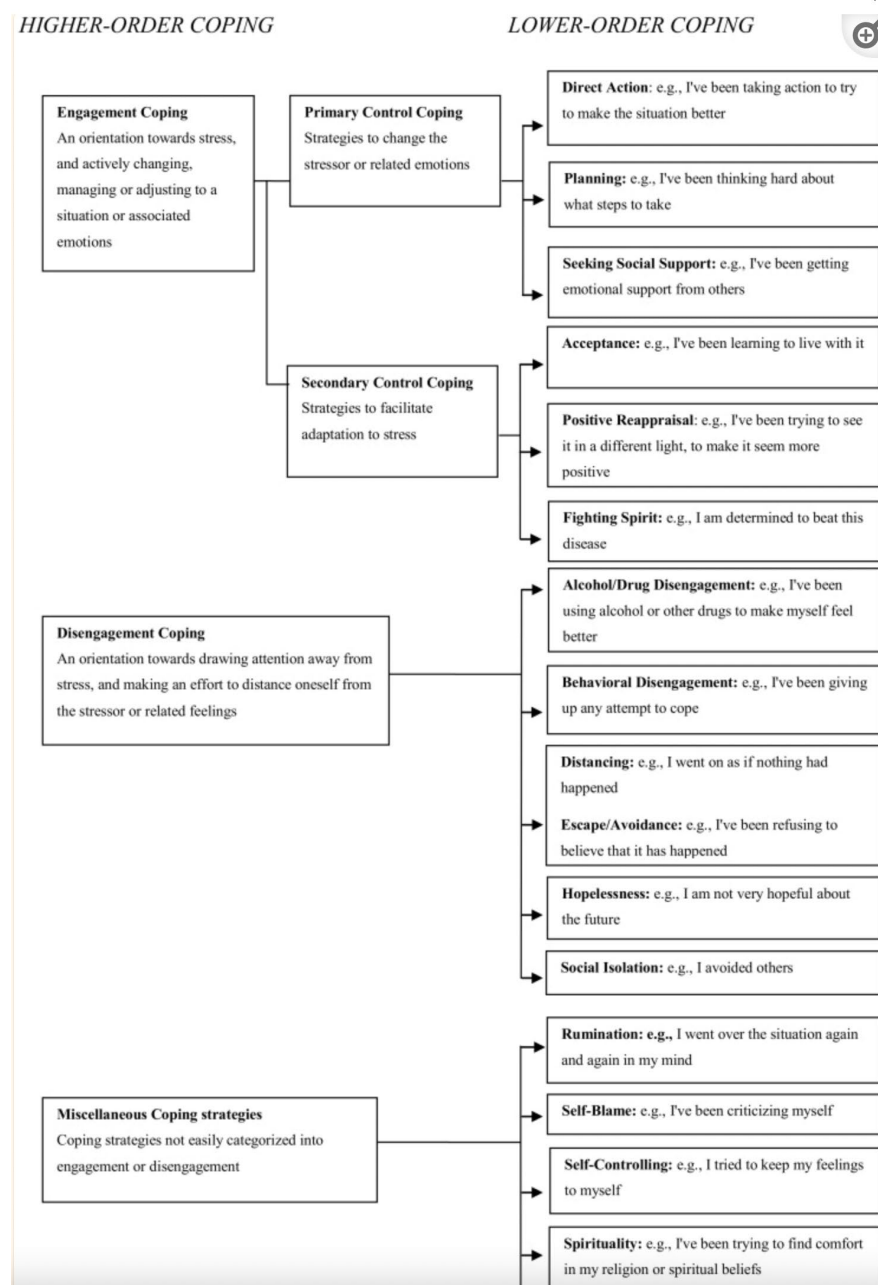 HIGHER-ORDER COPING
LOWER-ORDER COPING
Engagement Coping
An orientation towards stress,
and actively changing,
managing or adjusting to a
situation or associated
emotions
Primary Control Coping
Strategies to change the
stressor or related emotions
Direct Action: e.g., I've been taking action to try
to make the situation better
Planning: e.g., I've been thinking hard about
what steps to take
Seeking Social Support: e.g., I've been getting
emotional support from others
Secondary Control Coping
Strategies to facilitate
adaptation to stress
Acceptance: e.g., I've been learning to live with it
Positive Reappraisal: e.g., I've been trying to see
it in a different light, to make it seem more
positive
Fighting Spirit: e.g., I am determined to beat this
disease
Disengagement Coping
An orientation towards drawing attention away from
stress, and making an effort to distance oneself from
the stressor or related feelings
Alcohol/Drug Disengagement: e.g., I've been
using alcohol or other drugs to make myself feel
better
Behavioral Disengagement: e.g., I've been giving
up any attempt to cope
Distancing: e.g., I went on as if nothing had
happened
Escape/Avoidance: e.g., I've been refusing to
believe that it has happened
Hopelessness: e.g., I am not very hopeful about
the future
Social Isolation: e.g., I avoided others
Miscellaneous Coping strategies
Coping strategies not easily categorized into
engagement or disengagement
Rumination: e.g., I went over the situation again
and again in my mind
Self-Blame: e.g., I've been criticizing myself
Self-Controlling: e.g., I tried to keep my feelings
to myself
Spirituality: e.g., I've been trying to find comfort
in my religion or spiritual beliefs